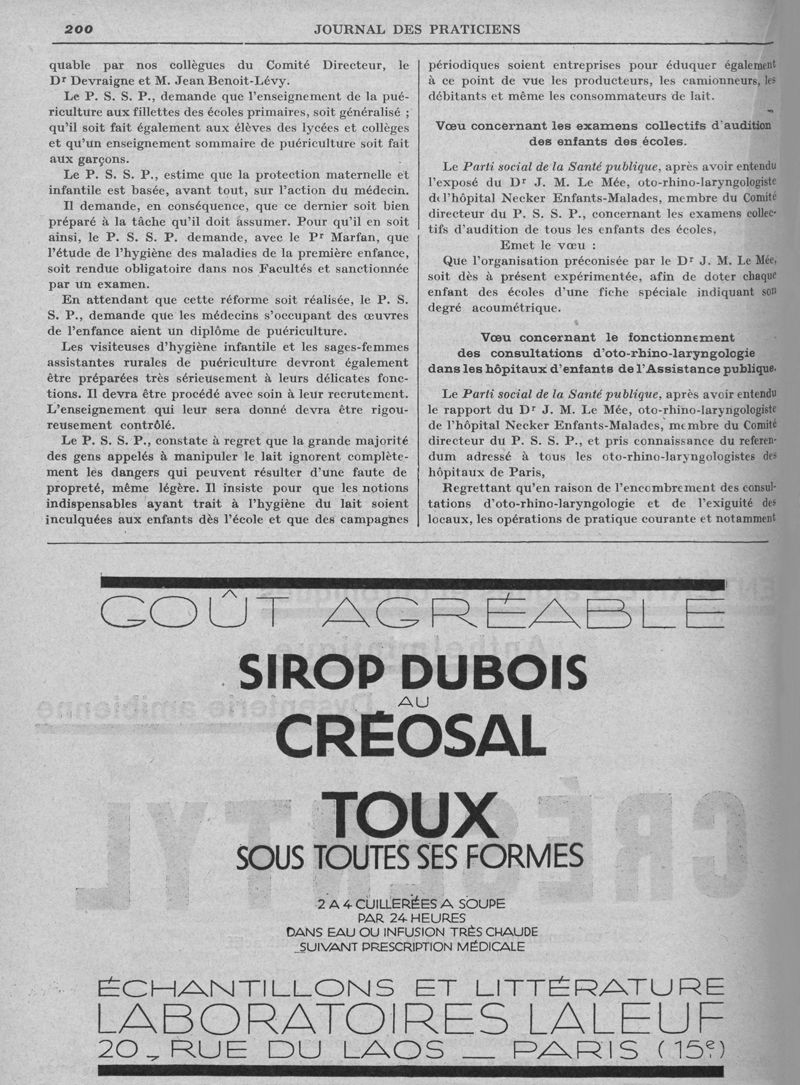 200
JOURNAL DES PRATICIENS
quable par nos collègues du Comité Directeur, le
Dr Devraigne et M. Jean Benoit-Lévy.
Le P. S. S. P., demande que l'enseignement de la pué-
riculture aux fillettes des écoles primaires, soit généralisé ;
qu'il soit fait également aux élèves des lycées et collèges
et qu'un enseignement sommaire de puériculture soit fait
aux garçons.
Le P. S. S. P., estime que la protection maternelle et
infantile est basée, avant tout, sur l'action du médecin.
Il demande, en conséquence, que ce dernier soit bien
préparé à la tâche qu'il doit assumer. Pour qu'il en soit
ainsi, le P. S. S. P. demande, avec le Pr Marfan, que
l'étude de l'hygiène des maladies de la première enfance,
soit rendue obligatoire dans nos Facultés et sanctionnée
par un examen.
En attendant que cette réforme soit réalisée, le P. S.
S. P., demande que les médecins s'occupant des œuvres
de l'enfance aient un diplôme de puériculture.
Les visiteuses d'hygiène infantile et les sages-femmes
assistantes rurales de puériculture devront également
être préparées très sérieusement à leurs délicates fonc-
tions. Il devra être procédé avec soin à leur recrutement.
L'enseignement qui leur sera donné devra être rigou-
reusement contrôlé.
Le P. S. S. P., constate à regret que la grande majorité
des gens appelés à manipuler le lait ignorent complète-
ment les dangers qui peuvent résulter d'une faute de
propreté, même légère. Il insiste pour que les notions
indispensables ayant trait à l'hygiène du lait soient
inculquées aux enfants dès l'école et que des campagnes
périodiques soient entreprises pour éduquer également
à ce point de vue les producteurs, les camionneurs, les
débitants et même les consommateurs de lait.
Vœu concernant les examens collectifs d'audition
des enfants des écoles.
Le Parti social de la Santé publique, après avoir entendu
l'exposé du Dr J. M. Le Mée, oto-rhino-laryngologiste
de l'hôpital Necker Enfants-Malades, membre du Comité
directeur du P. S. S. P., concernant les examens collec-
tifs d'audition de tous les enfants des écoles,
Emet le vœu :
Que l'organisation préconisée par le Dr J. M. Le Mée,
soit dès à présent expérimentée, afin de doter chaque
enfant des écoles d'une fiche spéciale indiquant son
degré acoumétrique.
Vœu concernant le fonctionnement
des consultations d'oto-rhino-laryngologie
dans les hôpitaux d'enfants de l'Assistance publique.
Le Parti social de la Santé publique, après avoir entendu
le rapport du Dr J. M. Le Mée, oto-rhino-laryngologiste
de l'hôpital Necker Enfants-Malades, membre du Comité
directeur du P. S. S. P., et pris connaissance du referen-
dum adressé à tous les oto-rhino-laryngologistes des
hôpitaux de Paris,
Regrettant qu'en raison de l'encombrement des consul-
tations d'oto-rhino-laryngologie et de l'exiguité des
locaux, les opérations de pratique courante et notamment
GOÛT AGRÉABLE
SIROP DUBOIS
AU
CRÉOSAL
TOUX
SOUS TOUTES SES FORMES
2 A 4 CUILLERÉES A SOUPE
PAR 24 HEURES
DANS EAU OU INFUSION TRÈS CHAUDE
SUIVANT PRESCRIPTION MÉDICALE
ÉCHANTILLONS ET LITTÉRATURE
LABORATOIRES LALEUF
20, RUE DU LAOS — PARIS (15e)